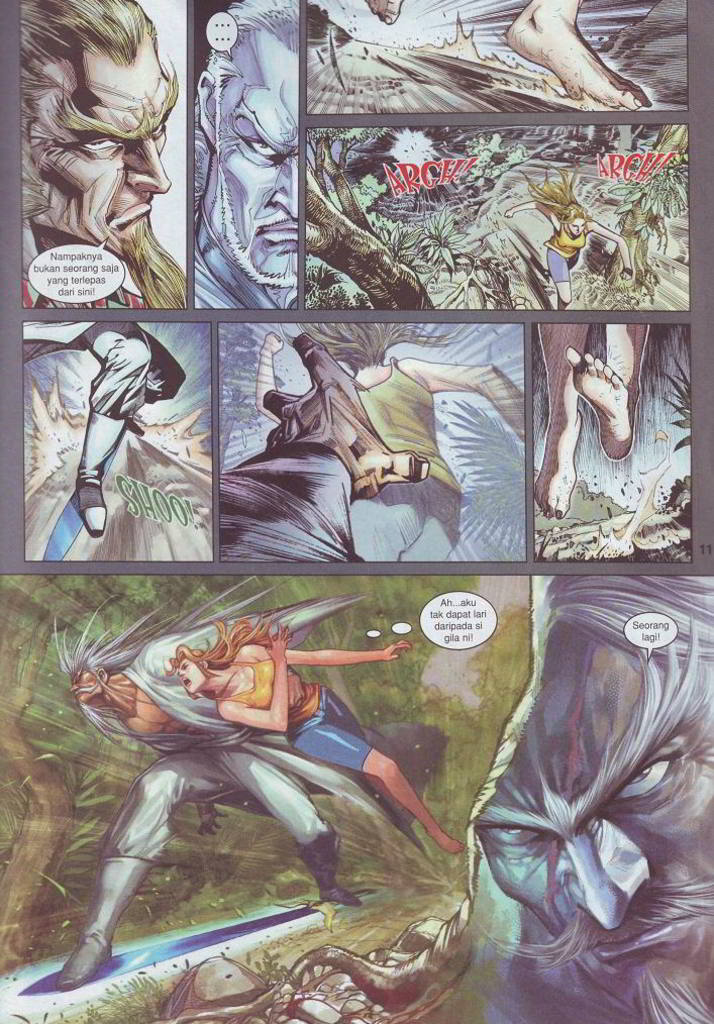 ...
...
Nampaknya
bukan seorang saja
yang terlepas
dari sini!
ARGH!
ARGH!
SHOO!
11
Ah...aku
tak dapat lari
daripada si
gila ni!
Seorang
lagi!